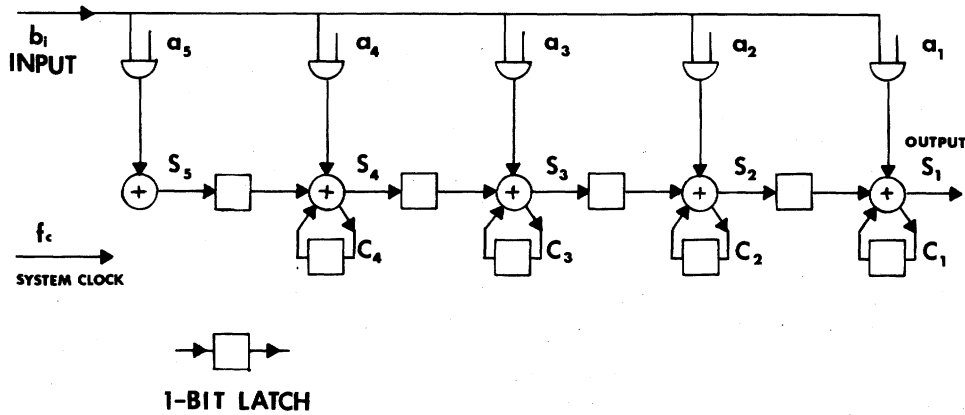 bᵢ
INPUT
a₅
a₄
a₃
a₂
a₁
OUTPUT
S₅
S₄
S₃
S₂
S₁
+
+
+
+
+
C₄
C₃
C₂
C₁
f꜀
SYSTEM CLOCK
1-BIT LATCH